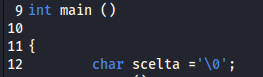 9 int main ()
10
11 {
12 char scelta ='\0';